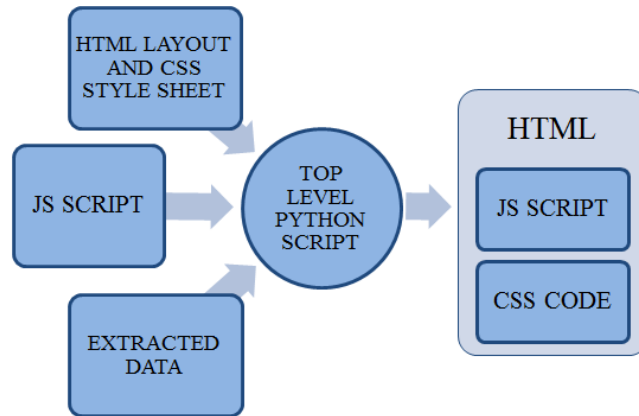 HTML LAYOUT
AND CSS
STYLE SHEET
JS SCRIPT
EXTRACTED
DATA
TOP
LEVEL
PYTHON
SCRIPT
HTML
JS SCRIPT
CSS CODE